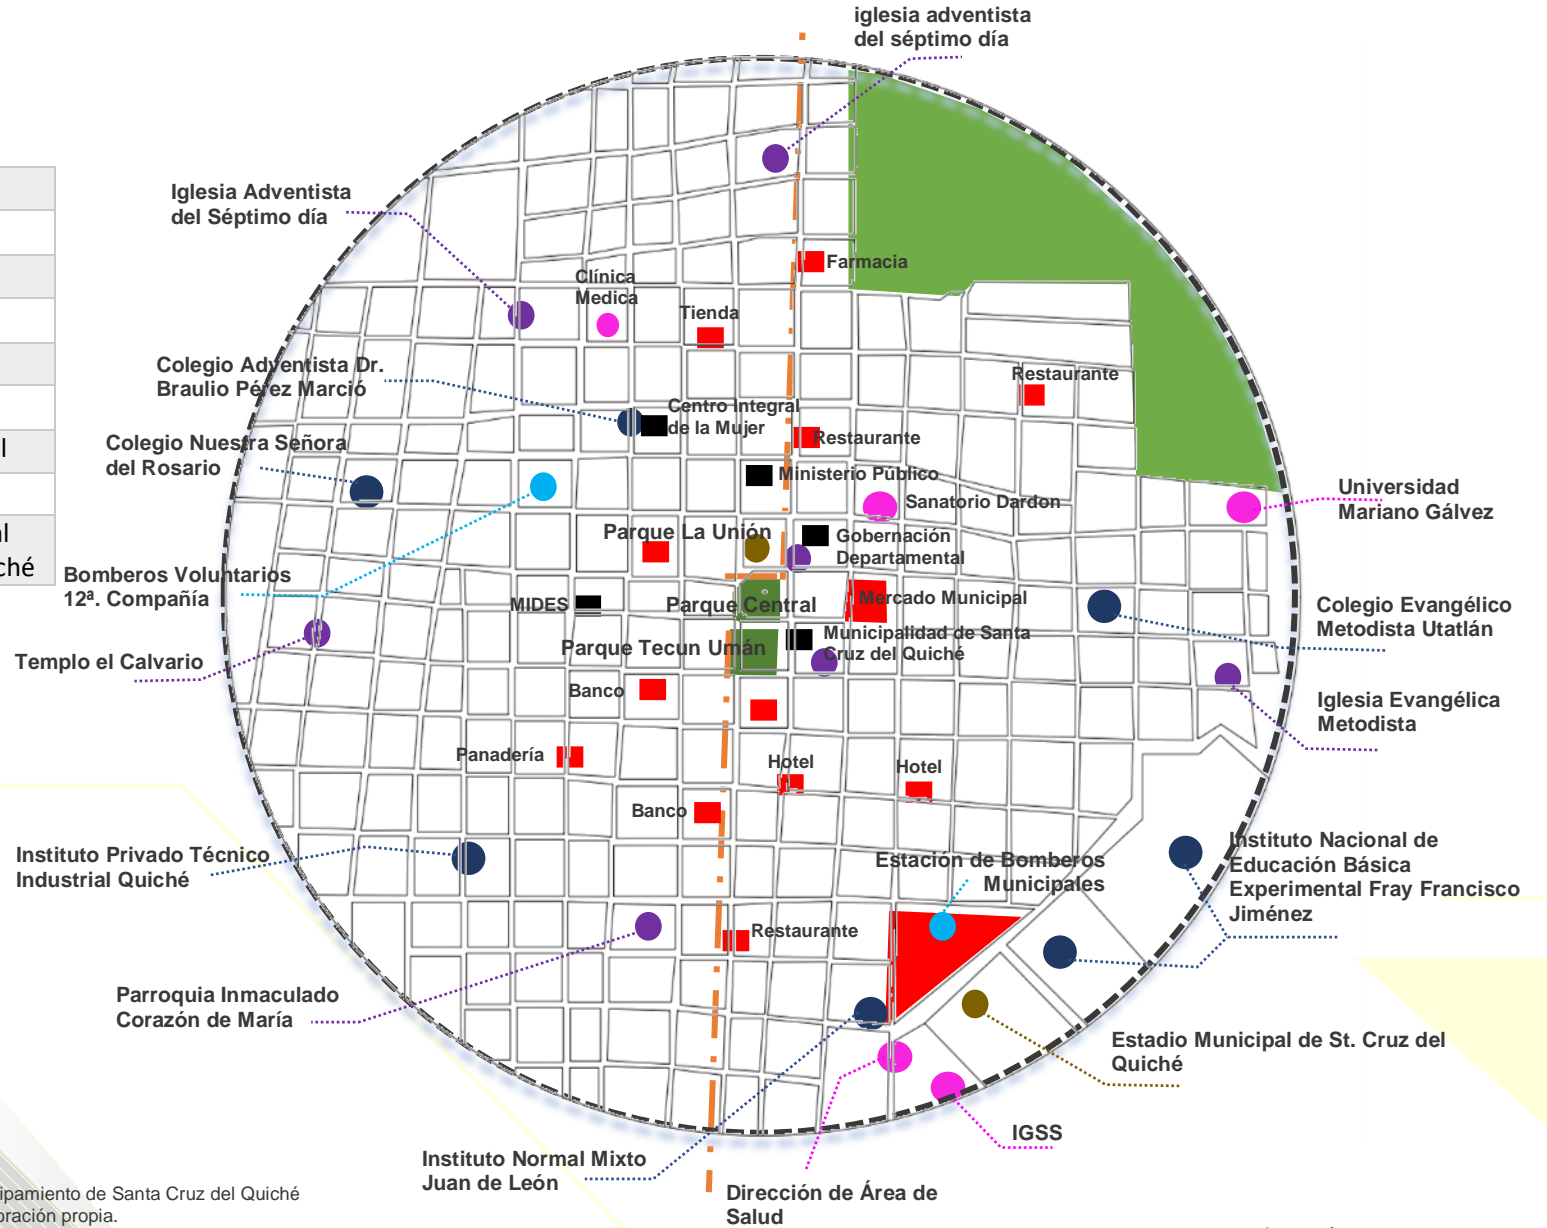 iglesia adventista
del séptimo día
Iglesia Adventista
del Séptimo día
Farmacia
Clínica
Medica
Tienda
Colegio Adventista Dr.
Braulio Pérez Marció
Restaurante
Centro Integral
de la Mujer
Restaurante
Colegio Nuestra Señora
del Rosario
Ministerio Público
Sanatorio Dardon
Universidad
Mariano Gálvez
Parque La Unión
Gobernación
Departamental
Bomberos Voluntarios
12ª. Compañía
MIDES
Parque Central
Mercado Municipal
Colegio Evangélico
Metodista Utatlán
Parque Tecun Umán
Municipalidad de Santa
Cruz del Quiché
Templo el Calvario
Banco
Iglesia Evangélica
Metodista
Panadería
Hotel
Hotel
Banco
Instituto Privado Técnico
Industrial Quiché
Estación de Bomberos
Municipales
Instituto Nacional de
Educación Básica
Experimental Fray Francisco
Jiménez
Restaurante
Parroquia Inmaculado
Corazón de María
Estadio Municipal de St. Cruz del
Quiché
IGSS
Instituto Normal Mixto
Juan de León
Dirección de Área de
Salud
ipamiento de Santa Cruz del Quiché
oración propia.